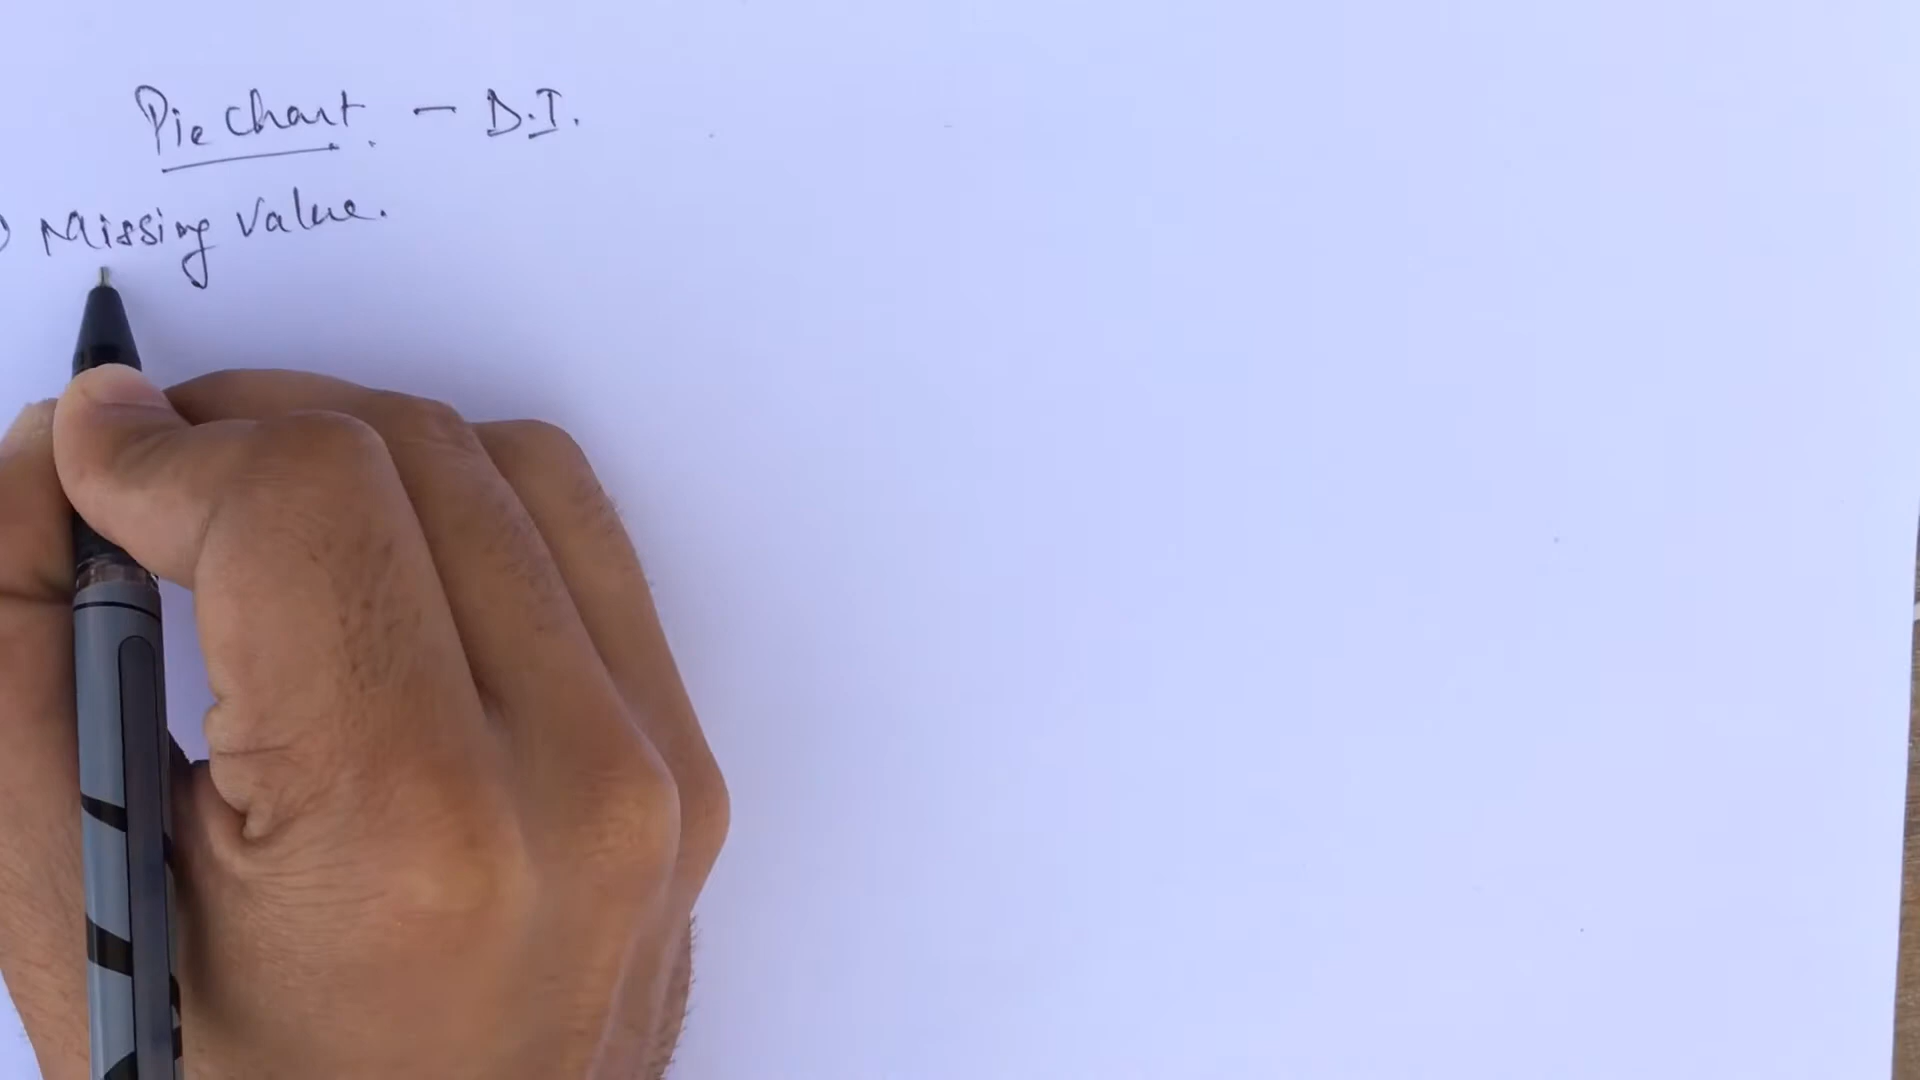 Pie chart. - D.I.
) Missing value.